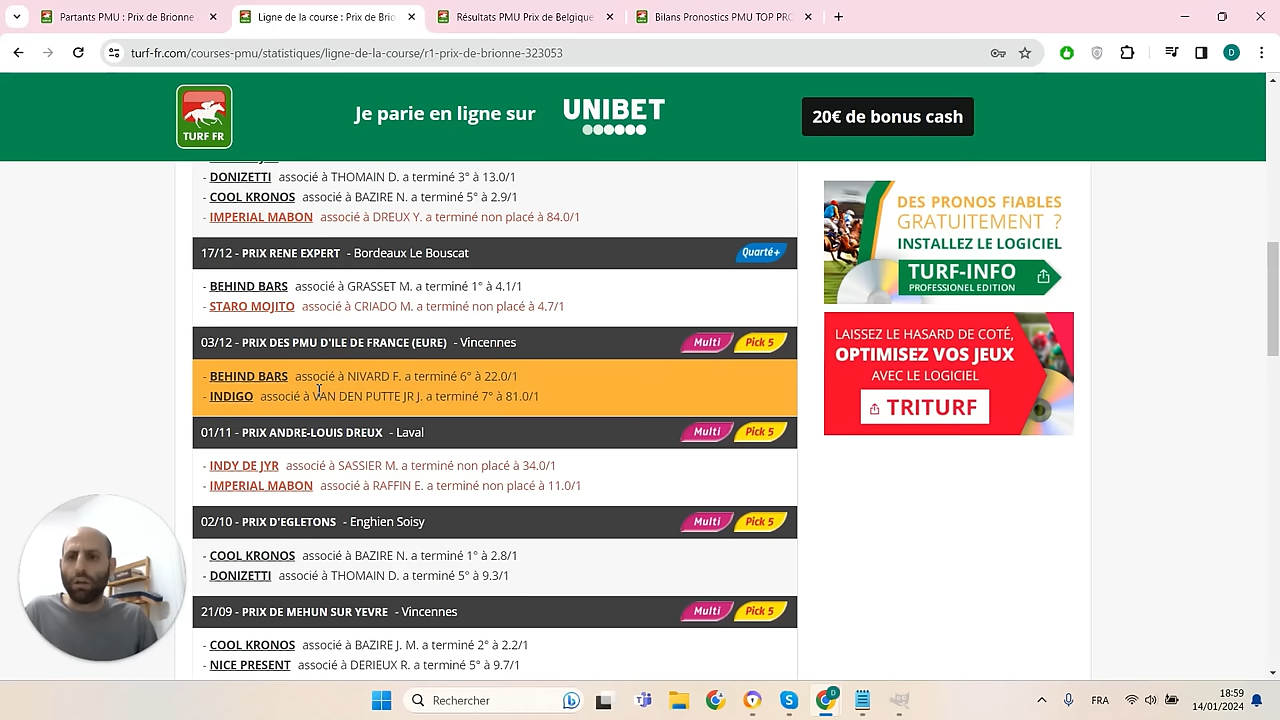 Partants PMU : Prix de Brionne
Ligne de la course : Prix de Brio
Résultats PMU Prix de Belgique
Bilans Pronostics PMU TOP PRO
turf-fr.com/courses-pmu/statistiques/ligne-de-la-course/r1-prix-de-brionne-323053
D
TURF FR
Je parie en ligne sur
UNIBET
20€ de bonus cash
- DONIZETTI associé à THOMAIN D. a terminé 3° à 13.0/1
- COOL KRONOS associé à BAZIRE N. a terminé 5° à 2.9/1
- IMPERIAL MABON associé à DREUX Y. a terminé non placé à 84.0/1
17/12 - PRIX RENE EXPERT - Bordeaux Le Bouscat Quarté+
- BEHIND BARS associé à GRASSET M. a terminé 1° à 4.1/1
- STARO MOJITO associé à CRIADO M. a terminé non placé à 4.7/1
03/12 - PRIX DES PMU D'ILE DE FRANCE (EURE) - Vincennes Multi Pick 5
- BEHIND BARS associé à NIVARD F. a terminé 6° à 22.0/1
- INDIGO associé à VAN DEN PUTTE JR J. a terminé 7° à 81.0/1
01/11 - PRIX ANDRE-LOUIS DREUX - Laval Multi Pick 5
- INDY DE JYR associé à SASSIER M. a terminé non placé à 34.0/1
- IMPERIAL MABON associé à RAFFIN E. a terminé non placé à 11.0/1
02/10 - PRIX D'EGLETONS - Enghien Soisy Multi Pick 5
- COOL KRONOS associé à BAZIRE N. a terminé 1° à 2.8/1
- DONIZETTI associé à THOMAIN D. a terminé 5° à 9.3/1
21/09 - PRIX DE MEHUN SUR YEVRE - Vincennes Multi Pick 5
- COOL KRONOS associé à BAZIRE J. M. a terminé 2° à 2.2/1
- NICE PRESENT associé à DERIEUX R. a terminé 5° à 9.7/1
DES PRONOS FIABLES
GRATUITEMENT ?
INSTALLEZ LE LOGICIEL
TURF-INFO
PROFESSIONEL EDITION
LAISSEZ LE HASARD DE COTÉ,
OPTIMISEZ VOS JEUX
AVEC LE LOGICIEL
TRITURF
Rechercher
D
FRA
18:59
14/01/2024